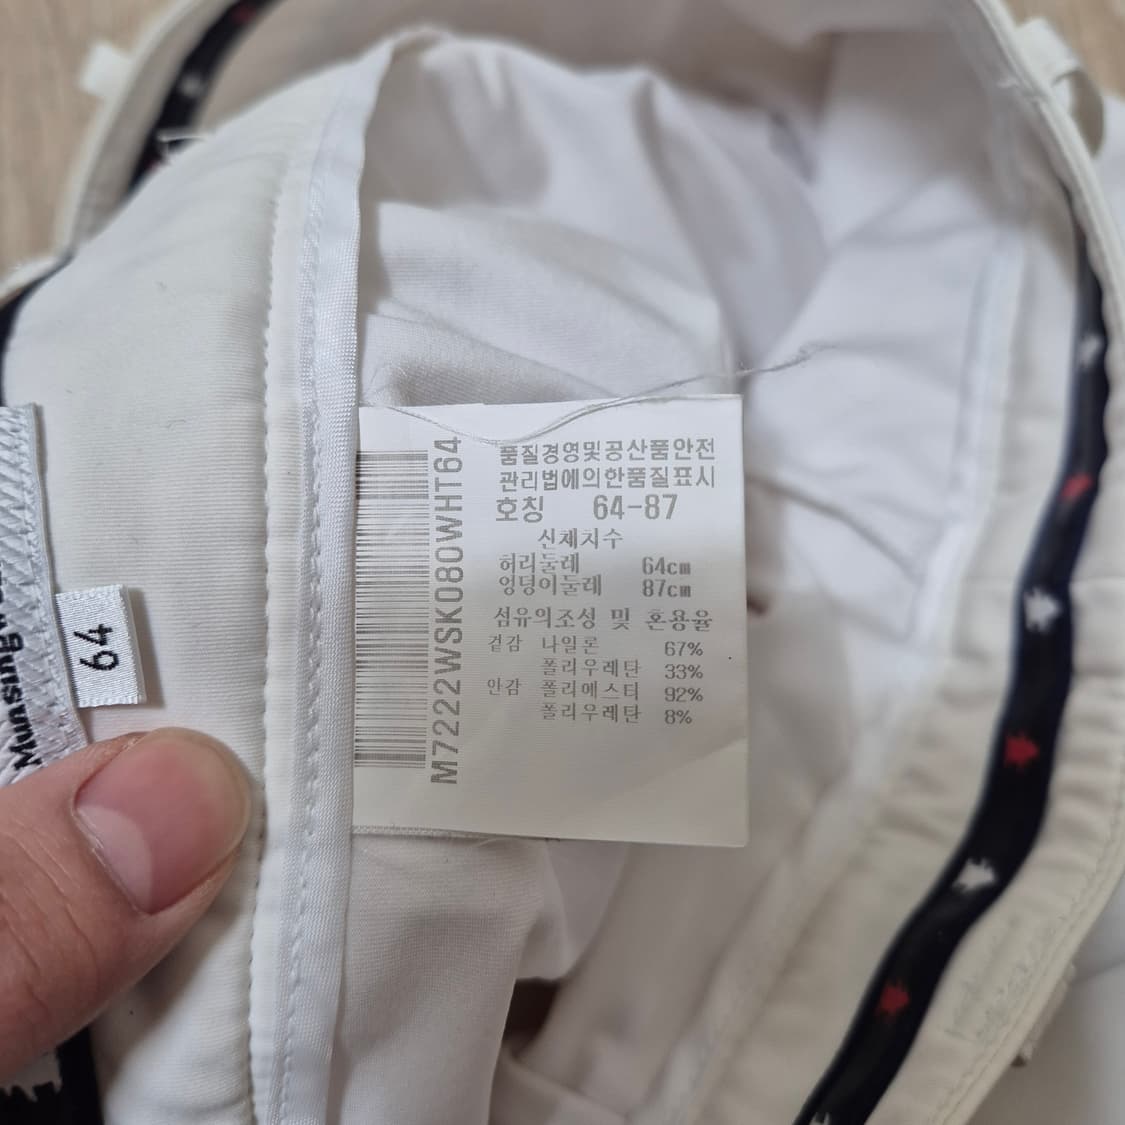 Munsing
64
M7222WSK080WHT64
품질경영및공산품안전
관리법에의한품질표시
호칭 64-87
신체치수
허리둘레 64cm
엉덩이둘레 87cm
섬유의조성 및 혼용율
겉감 나일론 67%
폴리우레탄 33%
안감 폴리에스터 92%
폴리우레탄 8%